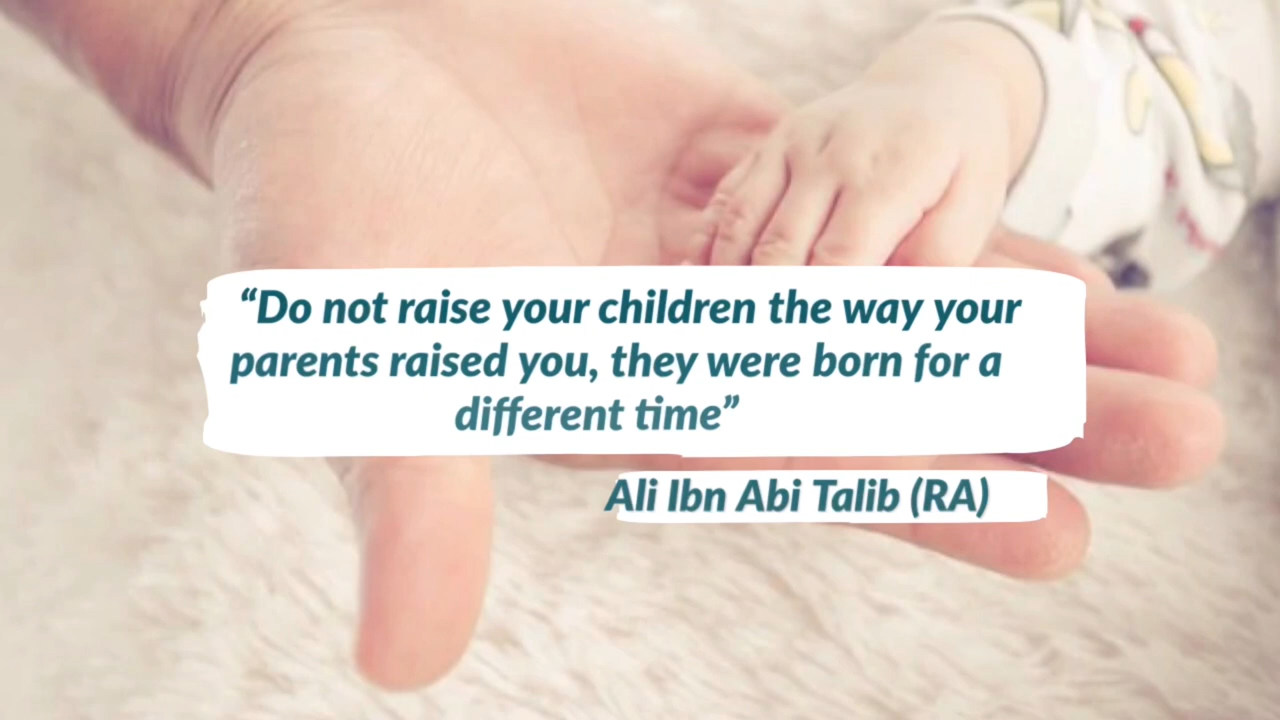 “Do not raise your children the way your
parents raised you, they were born for a
different time”
Ali Ibn Abi Talib (RA)